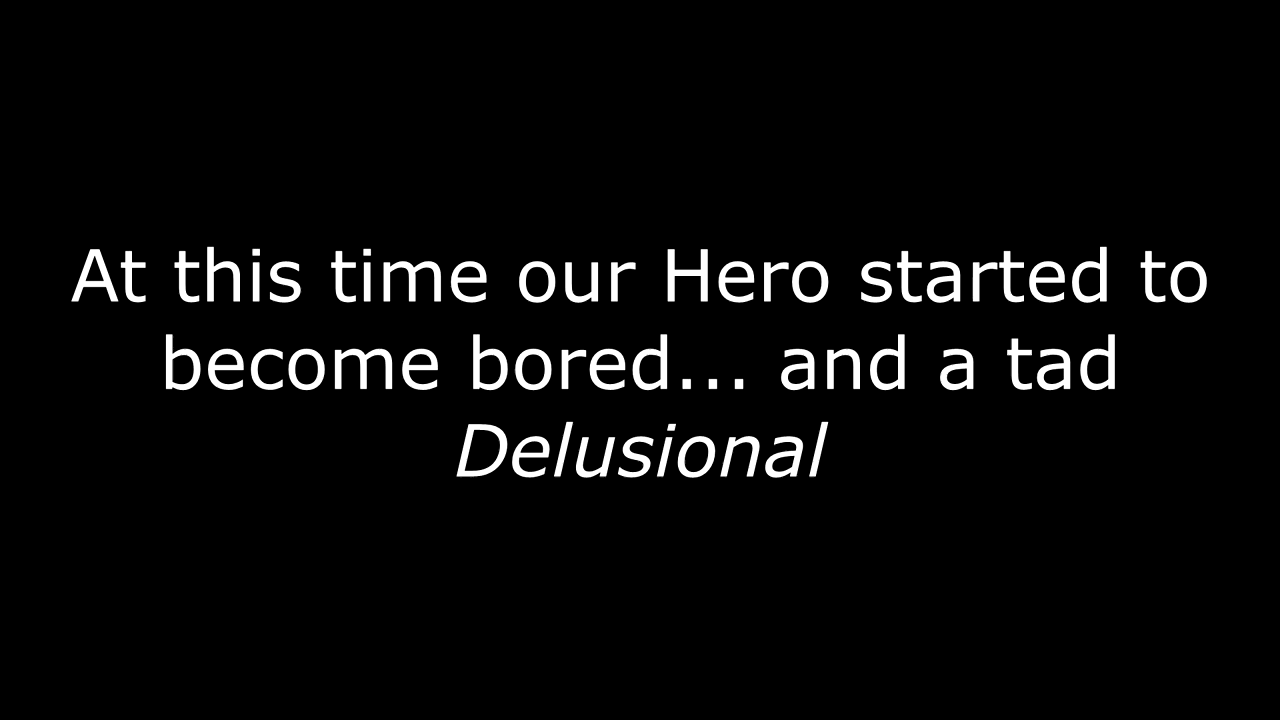 At this time our Hero started to
become bored... and a tad
Delusional